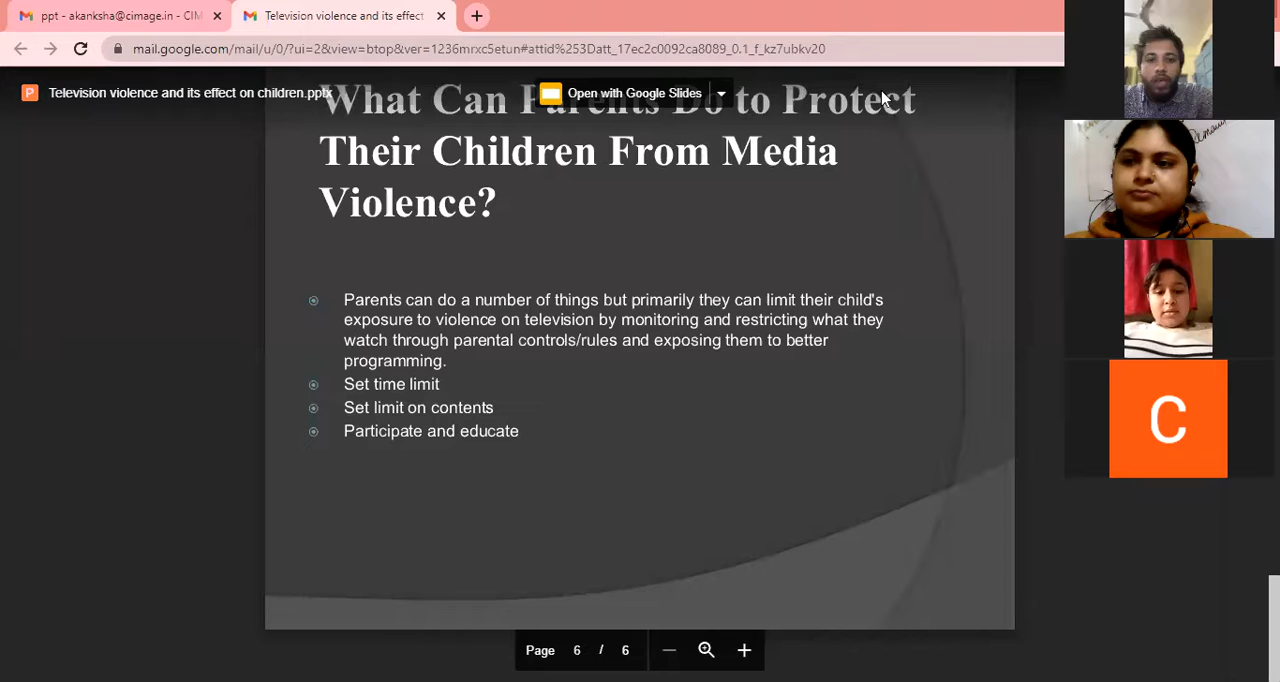 ppt - akanksha@cimage.in - CIM
Television violence and its effect
mail.google.com/mail/u/0/?ui=2&view=btop&ver=1236mrxc5etun#attid%253Datt_17ec2c0092ca8089_0.1_f_kz7ubkv20
P
Television violence and its effect on children.pptx
Open with Google Slides
What Can Parents Do to Protect
Their Children From Media
Violence?
Parents can do a number of things but primarily they can limit their child's
exposure to violence on television by monitoring and restricting what they
watch through parental controls/rules and exposing them to better
programming.
Set time limit
Set limit on contents
Participate and educate
Page 6 / 6
C